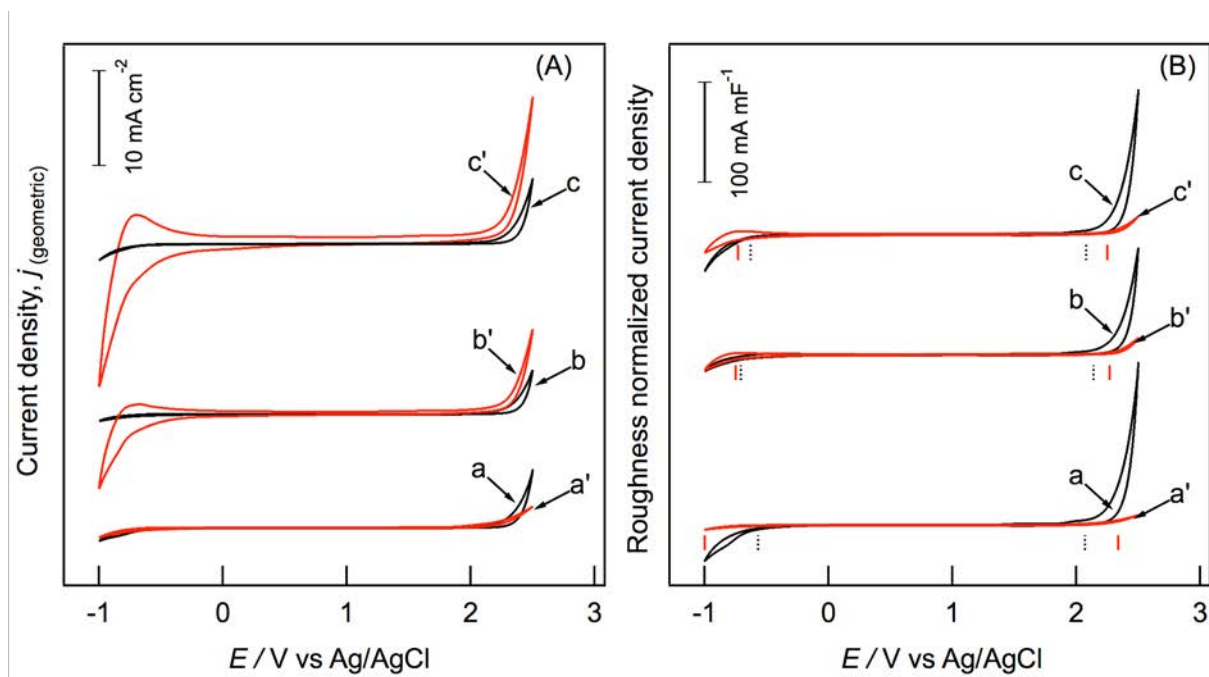 (A)
10 mA cm-2
Current density, j(geometric)
c'
c
b'
b
a
a'
-1
0
1
2
3
E / V vs Ag/AgCl
(B)
100 mA mF-1
Roughness normalized current density
c
c'
b
b'
a
a'
-1
0
1
2
3
E / V vs Ag/AgCl